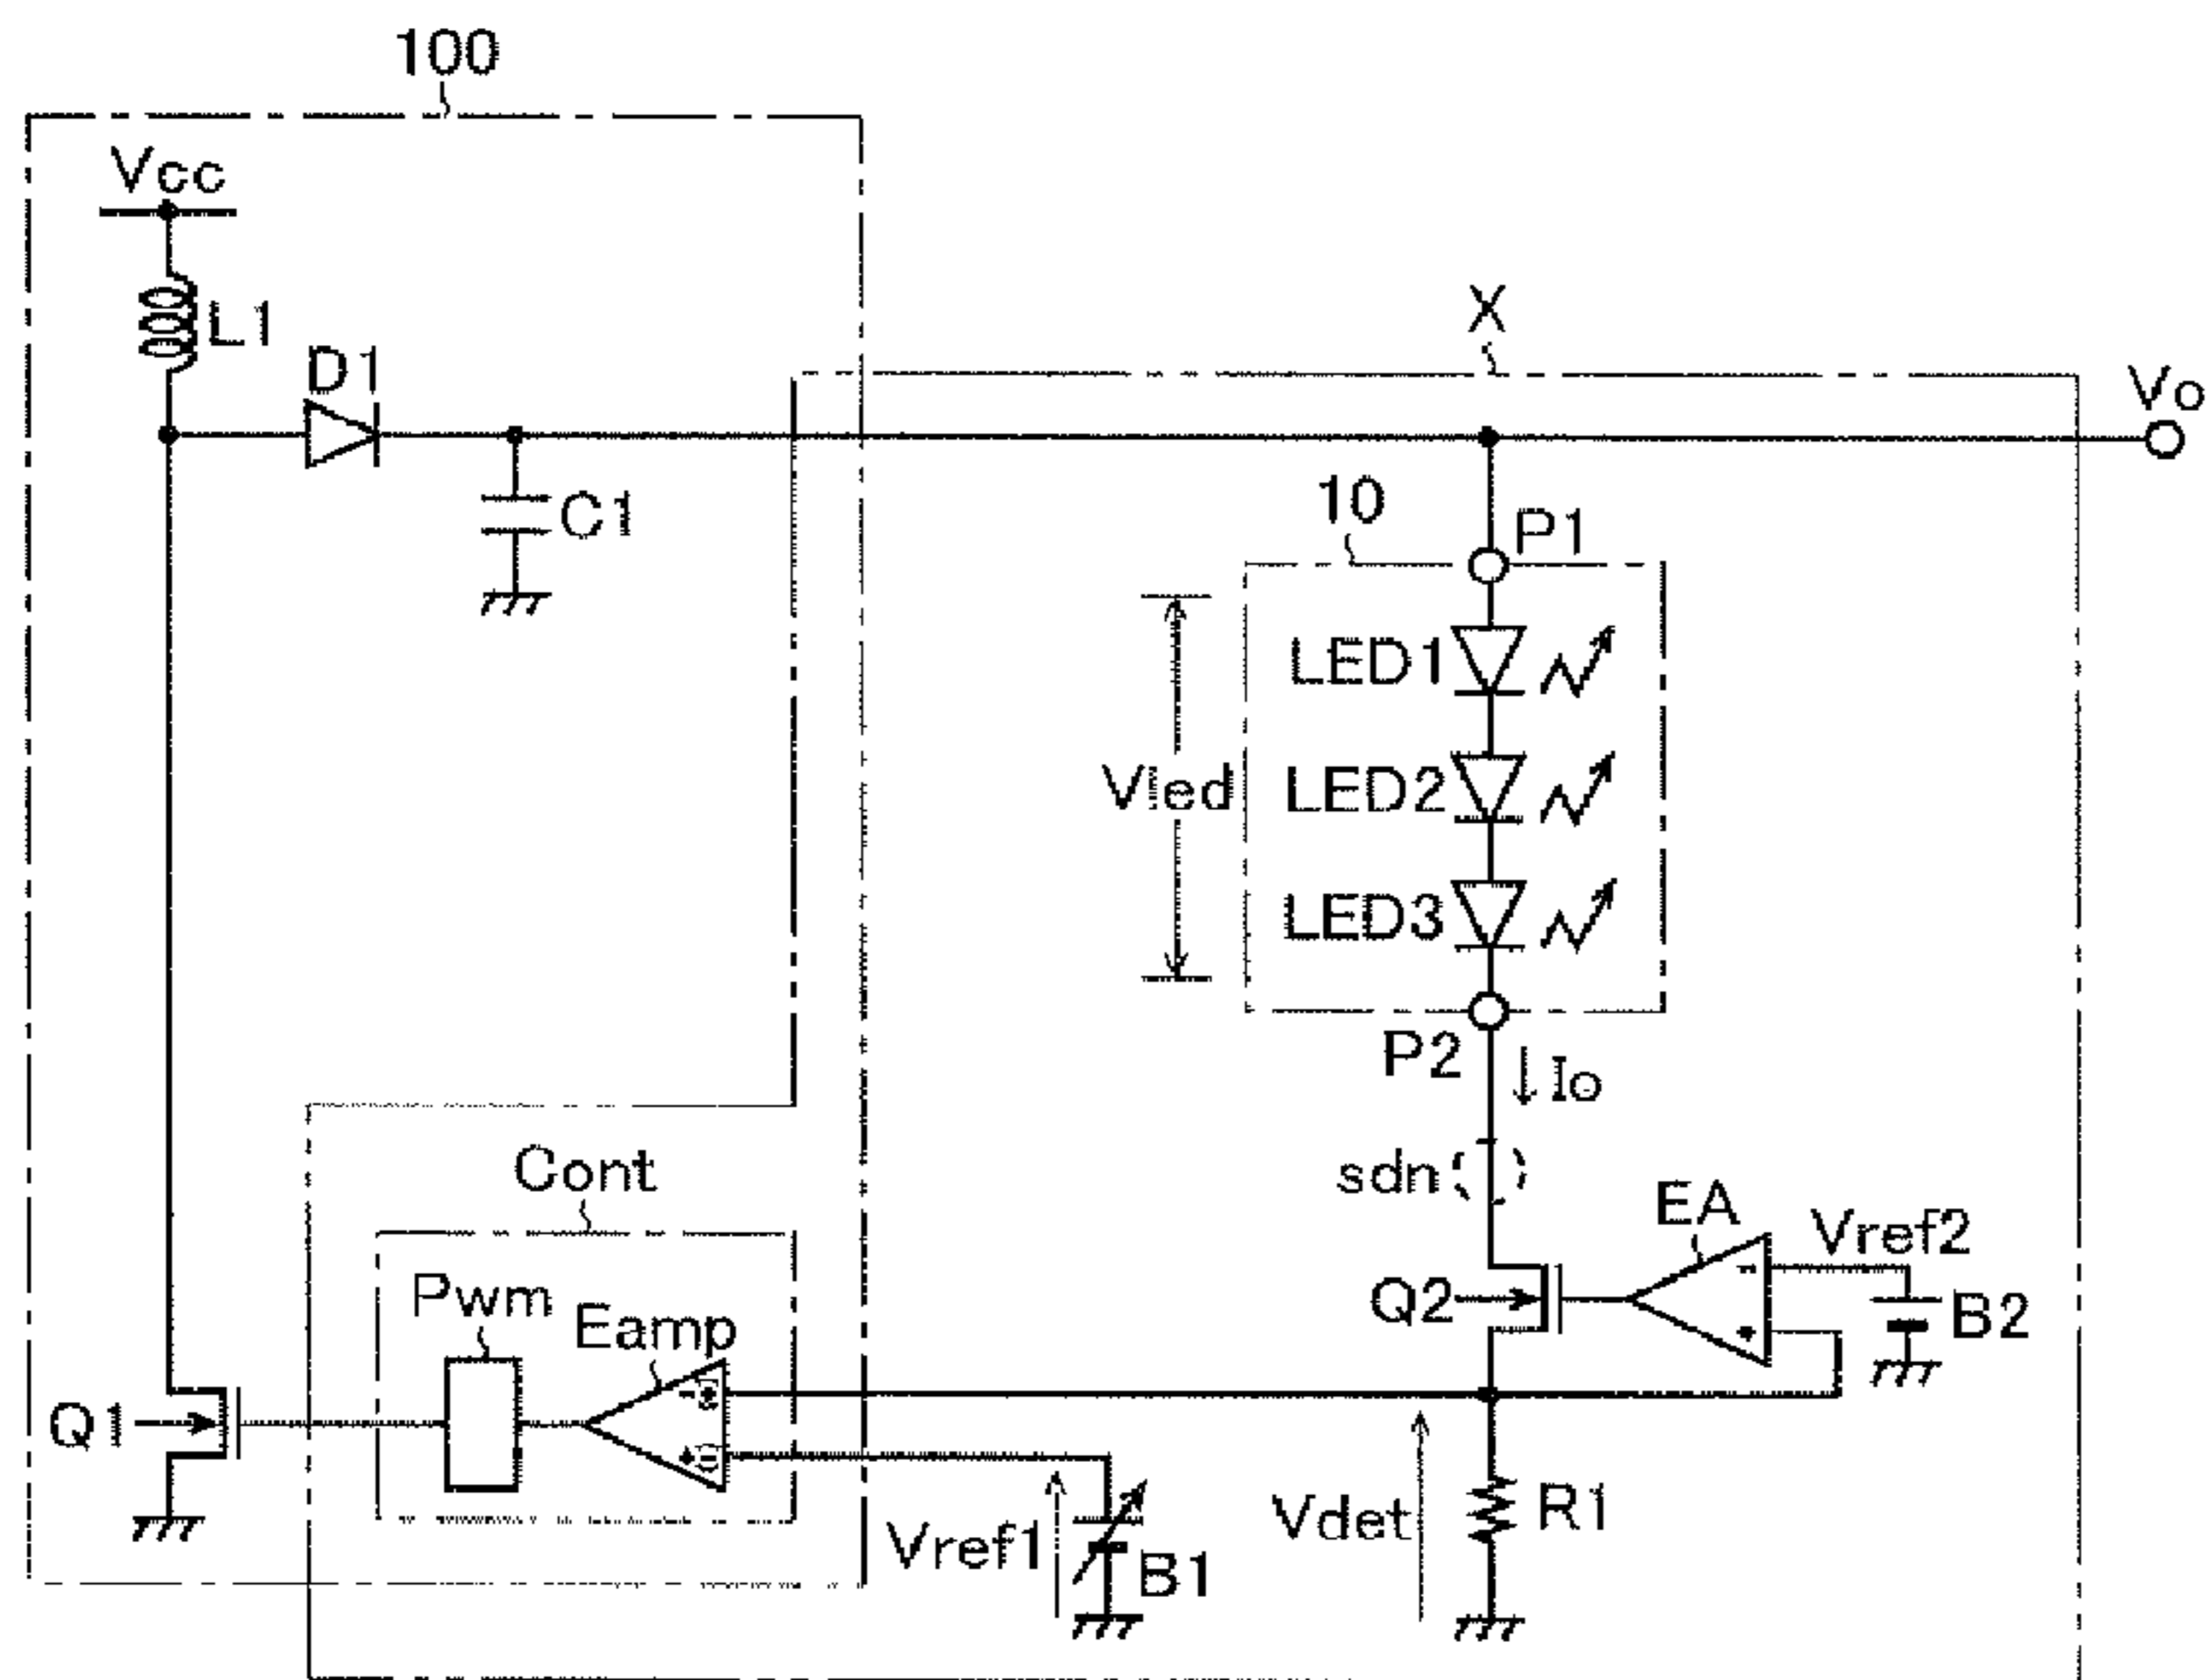 100
Vcc
L1
D1
C1
X
Vo
10
P1
LED1
LED2
LED3
Vled
P2
Io
sdn
EA
Vref2
Q2
B2
Cont
Pwm
Eamp
- (+)
+ (-)
- 
+
Q1
Vref1
B1
Vdet
R1